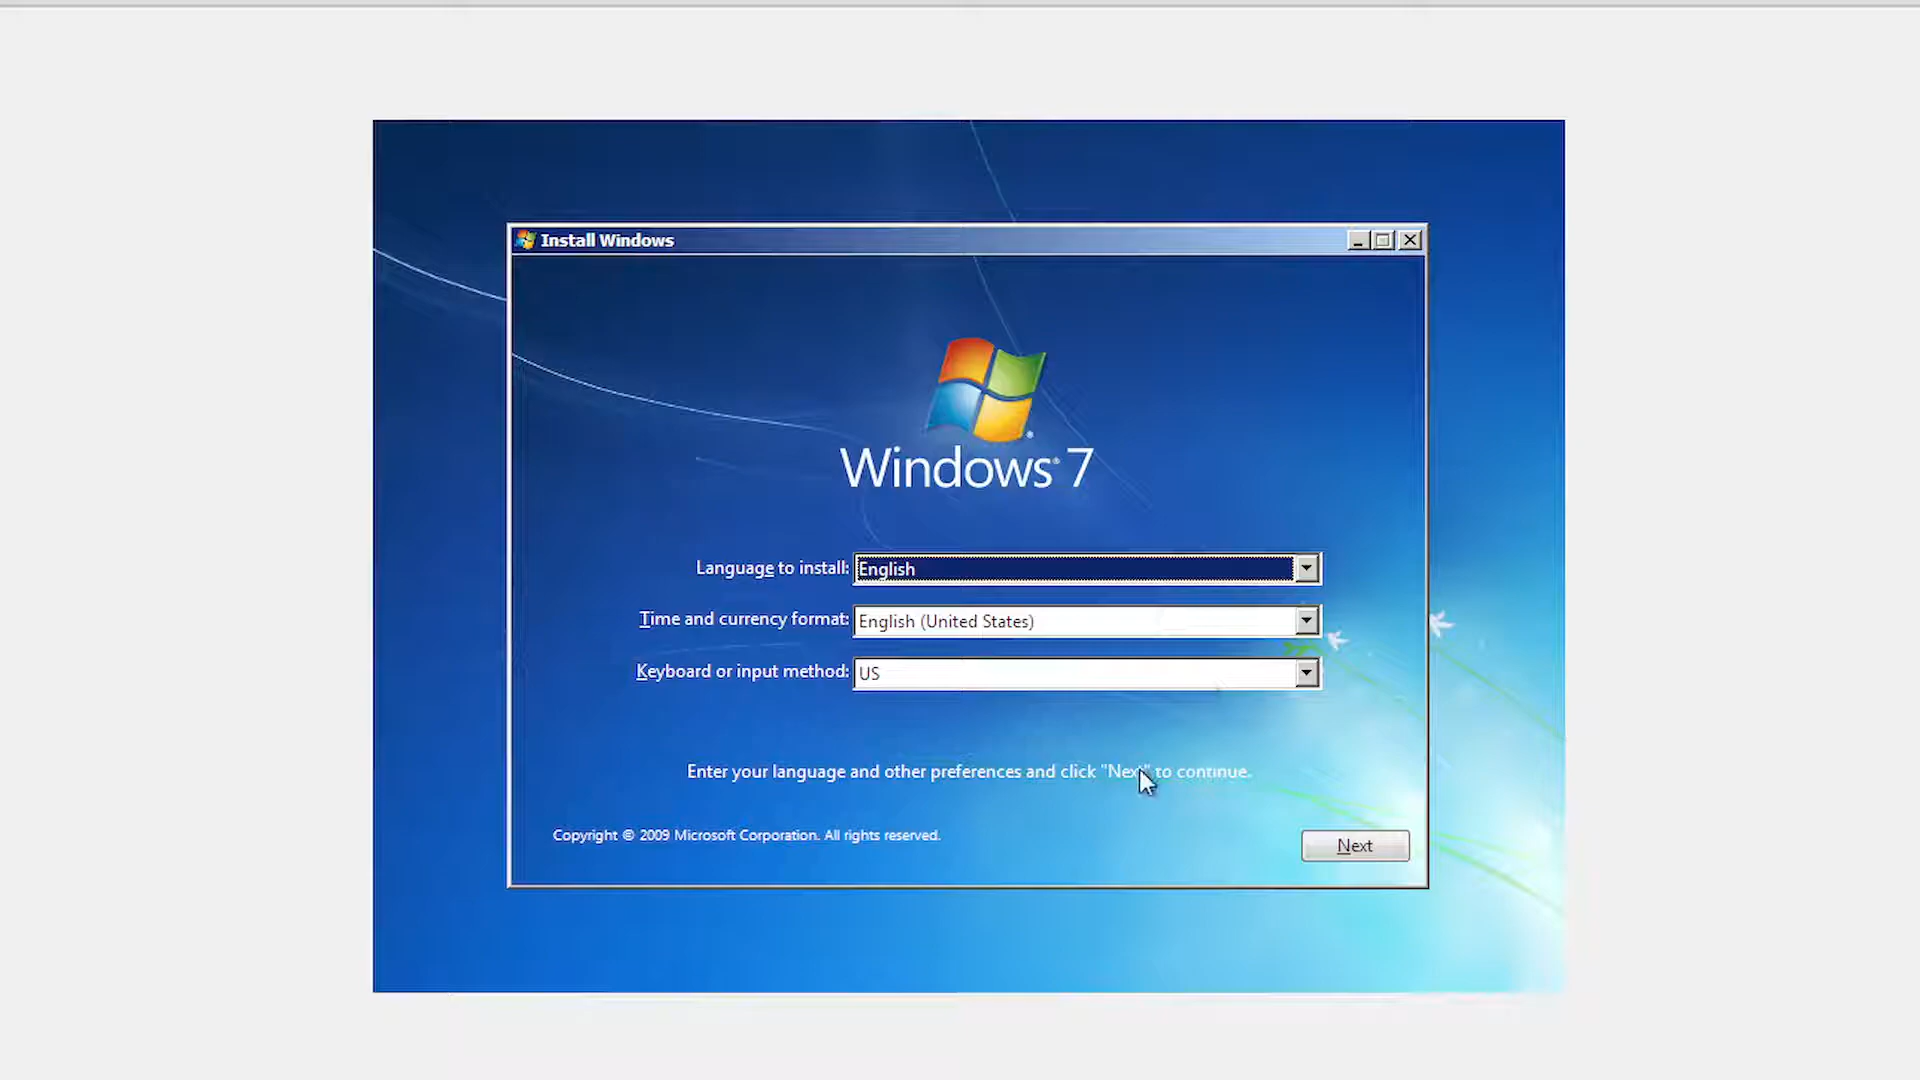 Install Windows
Windows® 7
Language to install: English
Time and currency format: English (United States)
Keyboard or input method: US
Enter your language and other preferences and click "Next" to continue.
Copyright © 2009 Microsoft Corporation. All rights reserved.
Next